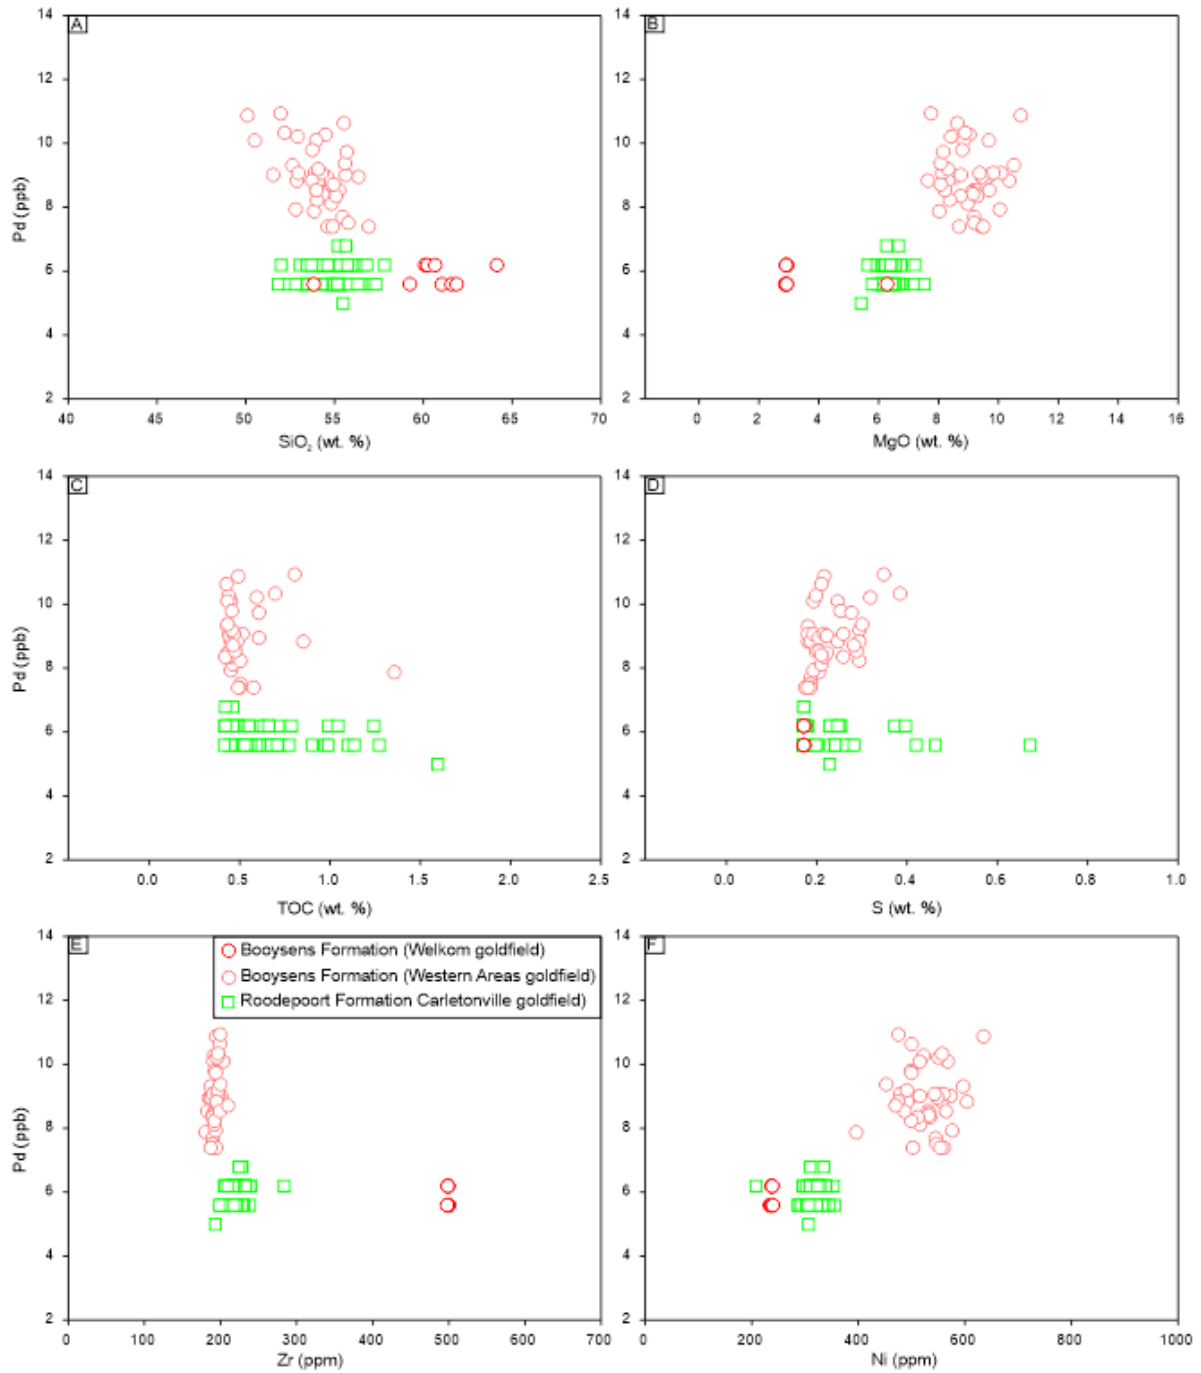 A
B
14
12
10
8
6
4
2
Pd (ppb)
40 45 50 55 60 65 70
SiO₂ (wt. %)
14
12
10
8
6
4
2
0 2 4 6 8 10 12 14 16
MgO (wt. %)
C
D
14
12
10
8
6
4
2
Pd (ppb)
0.0 0.5 1.0 1.5 2.0 2.5
TOC (wt. %)
14
12
10
8
6
4
2
0.0 0.2 0.4 0.6 0.8 1.0
S (wt. %)
E
F
Booysens Formation (Welkom goldfield)
Booysens Formation (Western Areas goldfield)
Roodepoort Formation Carletonville goldfield)
14
12
10
8
6
4
2
Pd (ppb)
0 100 200 300 400 500 600 700
Zr (ppm)
14
12
10
8
6
4
2
0 200 400 600 800 1000
Ni (ppm)